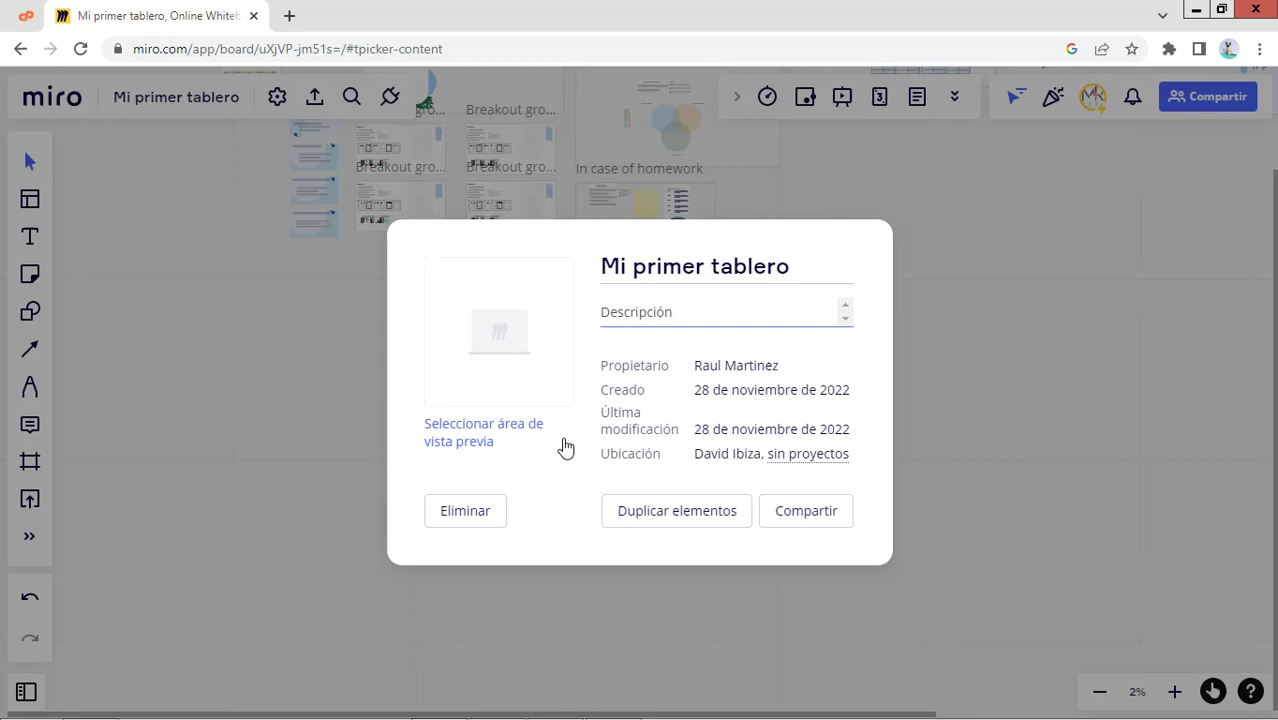 Mi primer tablero, Online Whiteb
miro.com/app/board/uXjVP-jm51s=/#tpicker-content
miro
Mi primer tablero
3
MR
Compartir
Breakout gro...
gro...
Breakout gro...
Breakout gro...
In case of homework
T
Mi primer tablero
Descripción
Propietario Raul Martinez
Creado 28 de noviembre de 2022
Última
modificación 28 de noviembre de 2022
Ubicación David Ibiza, sin proyectos
Seleccionar área de
vista previa
Eliminar
Duplicar elementos
Compartir
2%
?